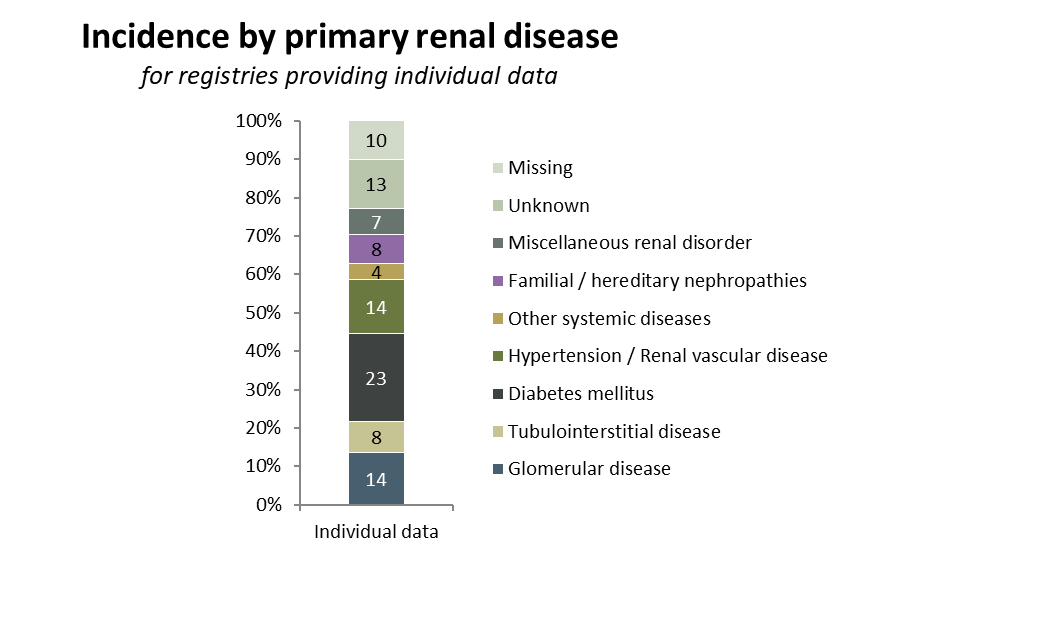 Incidence by primary renal disease
for registries providing individual data
100%
90%
80%
70%
60%
50%
40%
30%
20%
10%
0%
10
13
7
8
4
14
23
8
14
Individual data
Missing
Unknown
Miscellaneous renal disorder
Familial / hereditary nephropathies
Other systemic diseases
Hypertension / Renal vascular disease
Diabetes mellitus
Tubulointerstitial disease
Glomerular disease